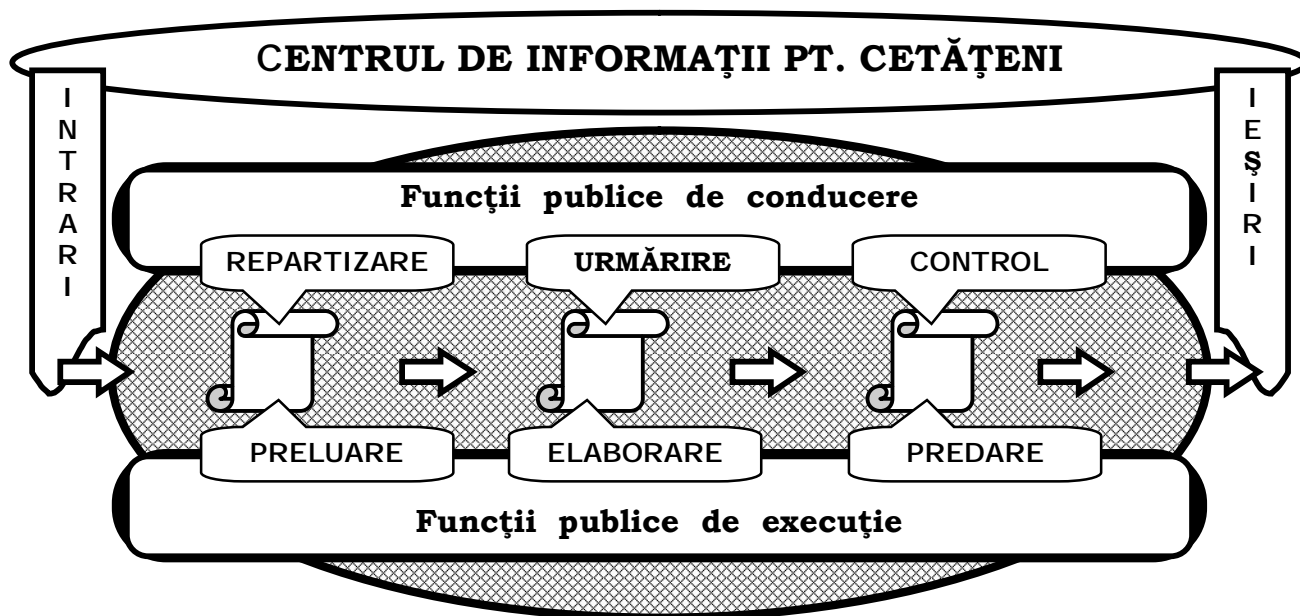 CENTRUL DE INFORMAŢII PT. CETĂŢENI
INTRARI
IEŞIRI
Funcţii publice de conducere
REPARTIZARE
URMĂRIRE
CONTROL
PRELUARE
ELABORARE
PREDARE
Funcţii publice de execuţie